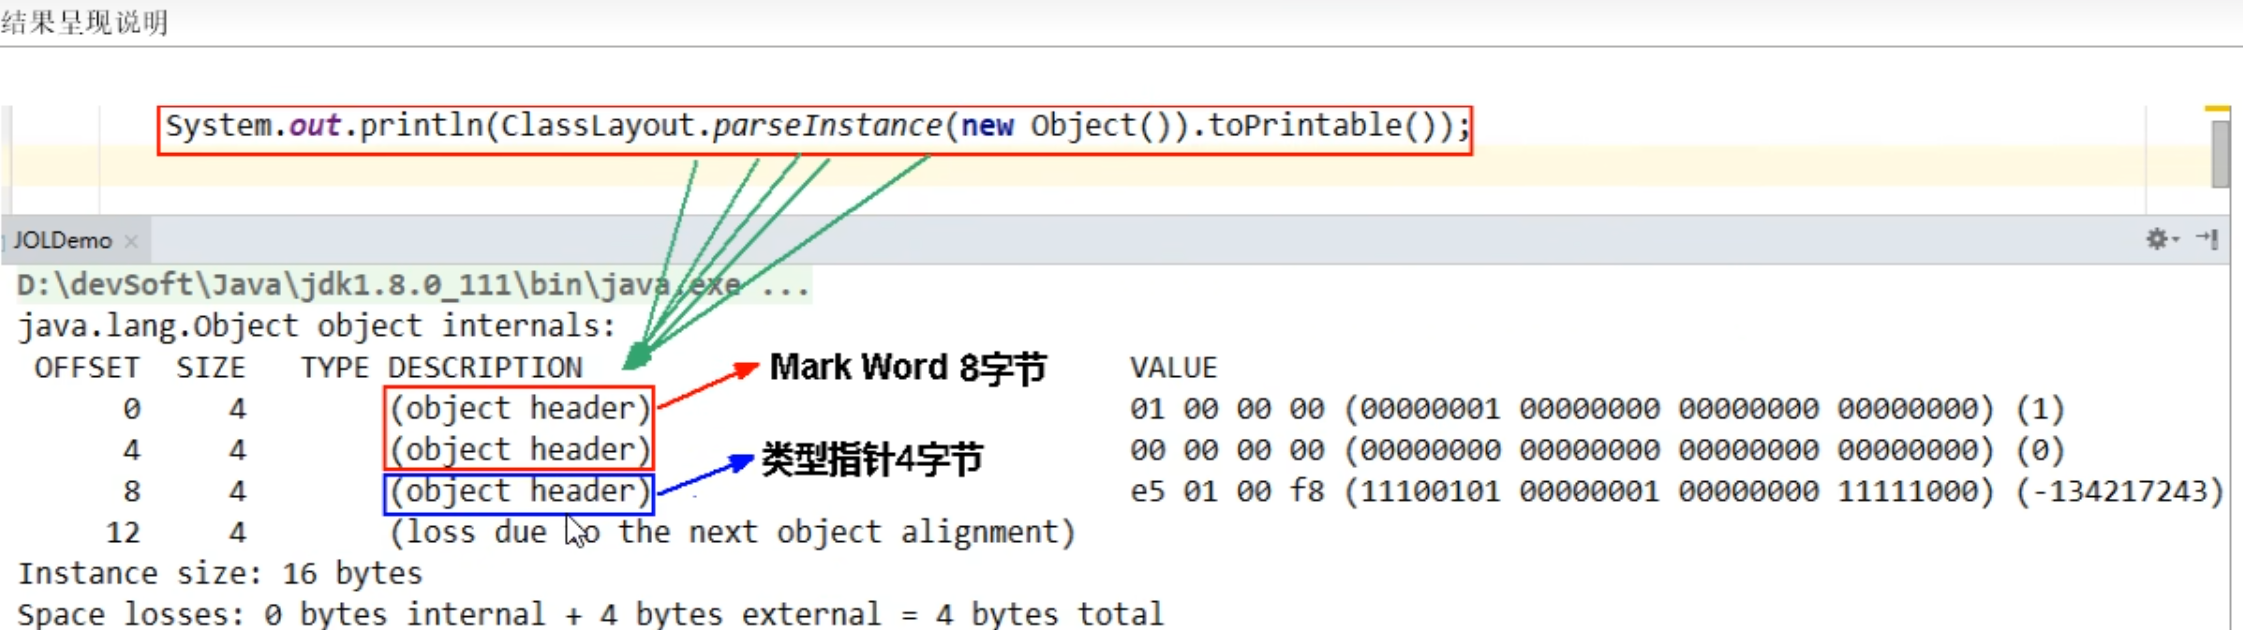 结果呈现说明
System.out.println(ClassLayout.parseInstance(new Object()).toPrintable());
JOLDemo
D:\devSoft\Java\jdk1.8.0_111\bin\java.exe ...
java.lang.Object object internals:
OFFSET SIZE TYPE DESCRIPTION Mark Word 8字节 VALUE
0 4 (object header) 01 00 00 00 (00000001 00000000 00000000 00000000) (1)
4 4 (object header) 类型指针4字节 00 00 00 00 (00000000 00000000 00000000 00000000) (0)
8 4 (object header) e5 01 00 f8 (11100101 00000001 00000000 11111000) (-134217243)
12 4 (loss due to the next object alignment)
Instance size: 16 bytes
Space losses: 0 bytes internal + 4 bytes external = 4 bytes total